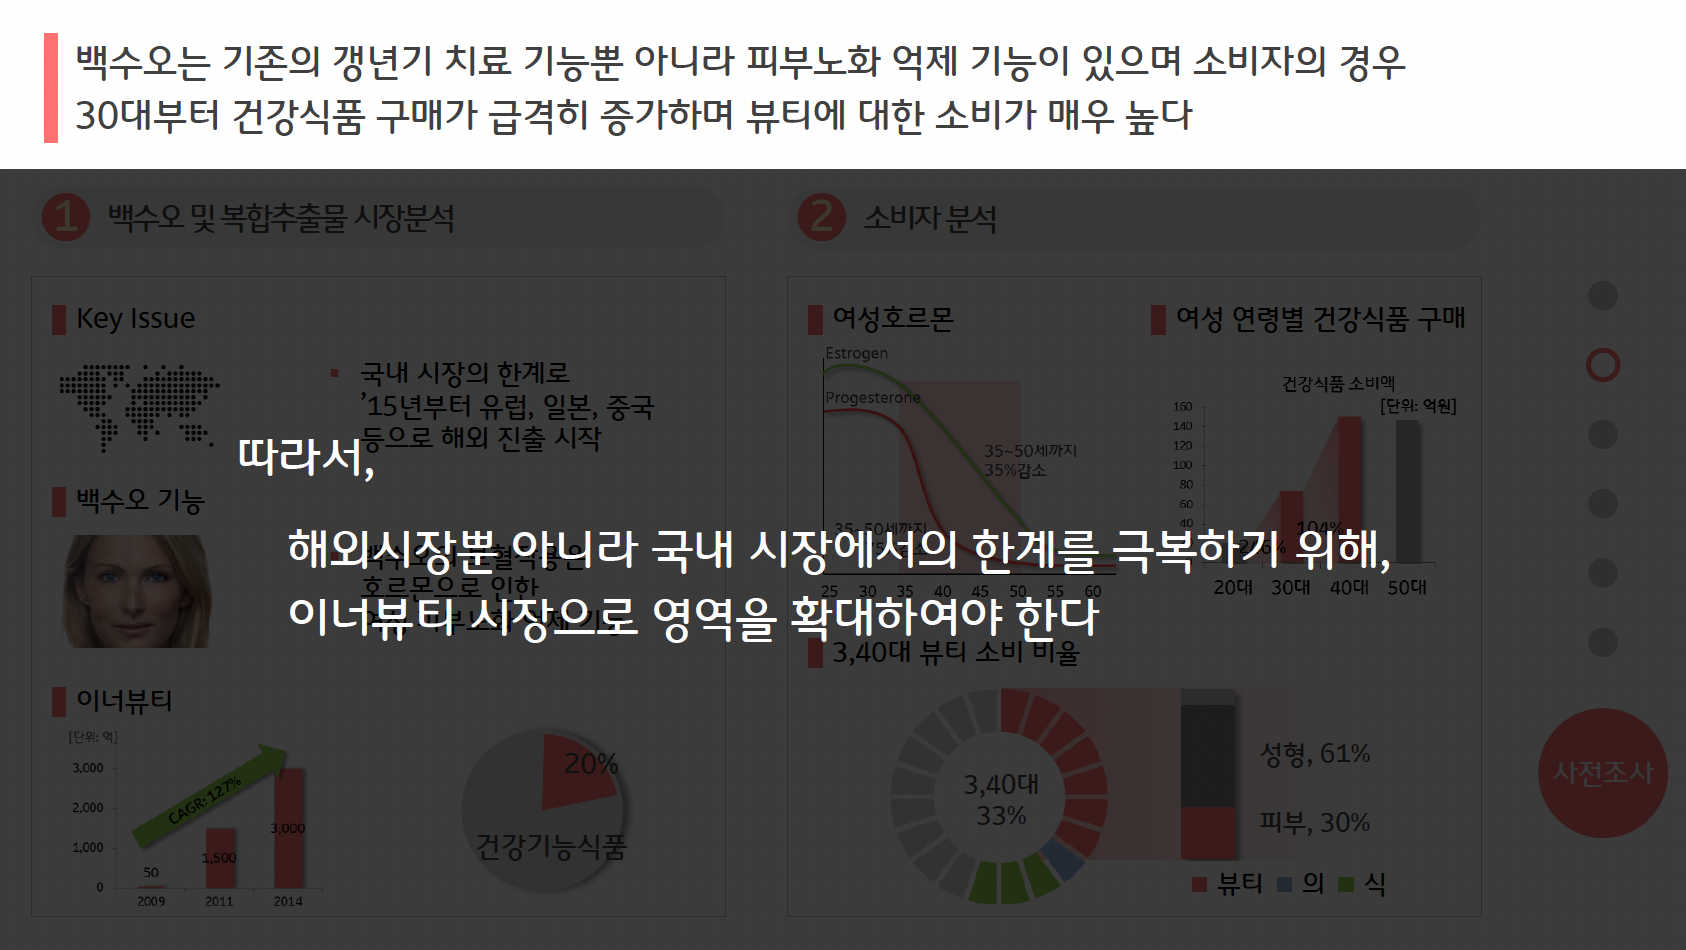 백수오는 기존의 갱년기 치료 기능뿐 아니라 피부노화 억제 기능이 있으며 소비자의 경우
30대부터 건강식품 구매가 급격히 증가하며 뷰티에 대한 소비가 매우 높다
1 백수오 및 복합추출물 시장분석
Key Issue
국내 시장의 한계로
’15년부터 유럽, 일본, 중국
등으로 해외 진출 시작
백수오 기능
호르몬으로 인한
이너뷰티
[단위: 억]
3,000
2,000
1,000
0
CAGR: 127%
50
1,500
3,000
2009 2011 2014
20%
건강기능식품
2 소비자 분석
여성호르몬
Estrogen
Progesterone
35~50세까지
35%감소
35~50세까지
25 30 35 40 45 50 55 60
여성 연령별 건강식품 구매
건강식품 소비액
[단위: 억원]
160
140
120
100
80
60
40
104%
20대 30대 40대 50대
3,40대 뷰티 소비 비율
3,40대
33%
성형, 61%
피부, 30%
뷰티 의 식
사전조사
따라서,
해외시장뿐 아니라 국내 시장에서의 한계를 극복하기 위해,
이너뷰티 시장으로 영역을 확대하여야 한다